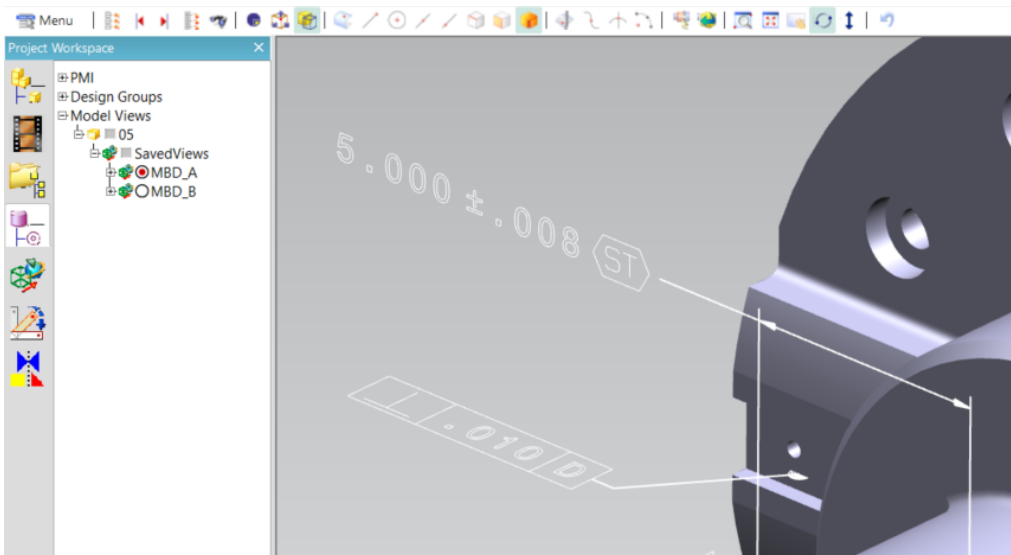 Menu
Project Workspace
PMI
Design Groups
Model Views
05
SavedViews
MBD_A
MBD_B
5.000 ±.008 ST
⊥ .010 D